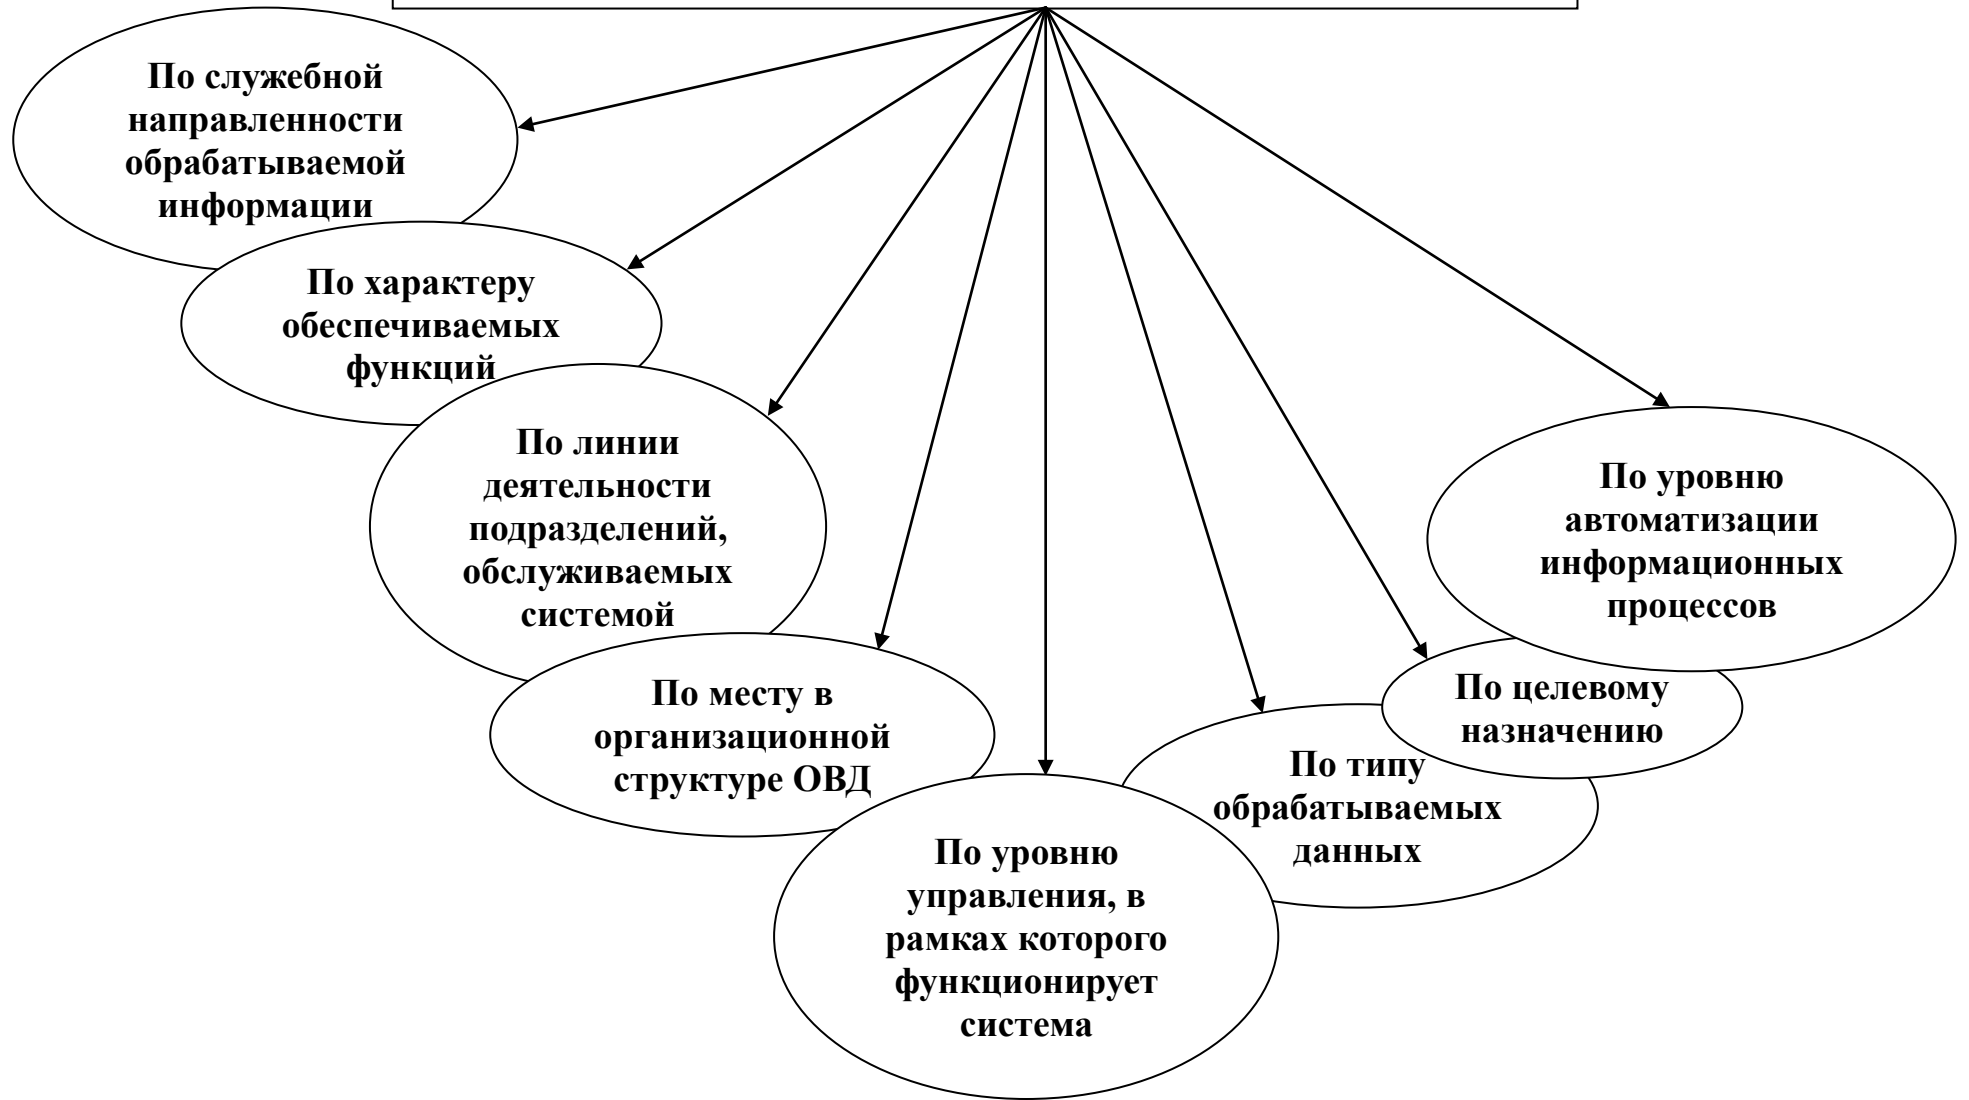 По служебной
направленности
обрабатываемой
информации
По характеру
обеспечиваемых
функций
По линии
деятельности
подразделений,
обслуживаемых
системой
По месту в
организационной
структуре ОВД
По уровню
управления, в
рамках которого
функционирует
система
По типу
обрабатываемых
данных
По целевому
назначению
По уровню
автоматизации
информационных
процессов